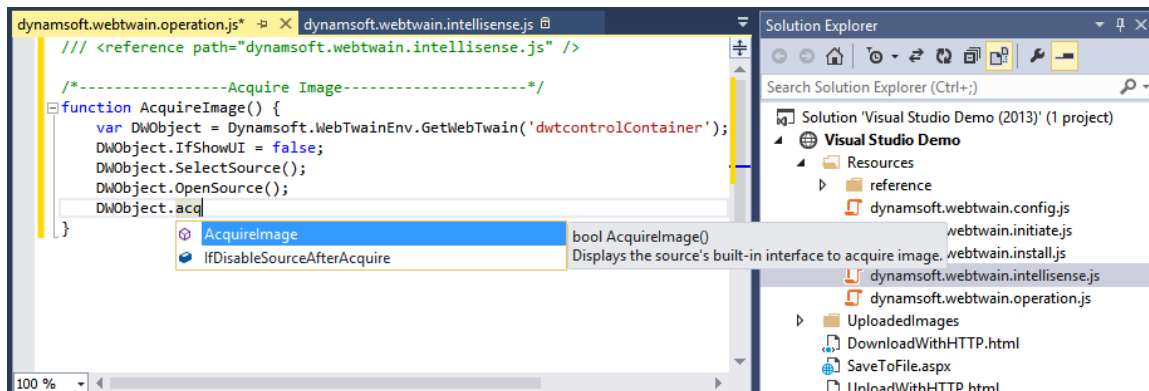 dynamsoft.webtwain.operation.js* dynamsoft.webtwain.intellisense.js
/// <reference path="dynamsoft.webtwain.intellisense.js" />
/*-----------------Acquire Image---------------------*/
function AcquireImage() {
var DWObject = Dynamsoft.WebTwainEnv.GetWebTwain('dwtcontrolContainer');
DWObject.IfShowUI = false;
DWObject.SelectSource();
DWObject.OpenSource();
DWObject.acq
}
AcquireImage
IfDisableSourceAfterAcquire
bool AcquireImage()
Displays the source's built-in interface to acquire image.
100 %
Solution Explorer
Search Solution Explorer (Ctrl+;)
Solution 'Visual Studio Demo (2013)' (1 project)
Visual Studio Demo
Resources
reference
dynamsoft.webtwain.config.js
webtwain.initiate.js
webtwain.install.js
dynamsoft.webtwain.intellisense.js
dynamsoft.webtwain.operation.js
UploadedImages
DownloadWithHTTP.html
SaveToFile.aspx
UploadWithHTTP.html